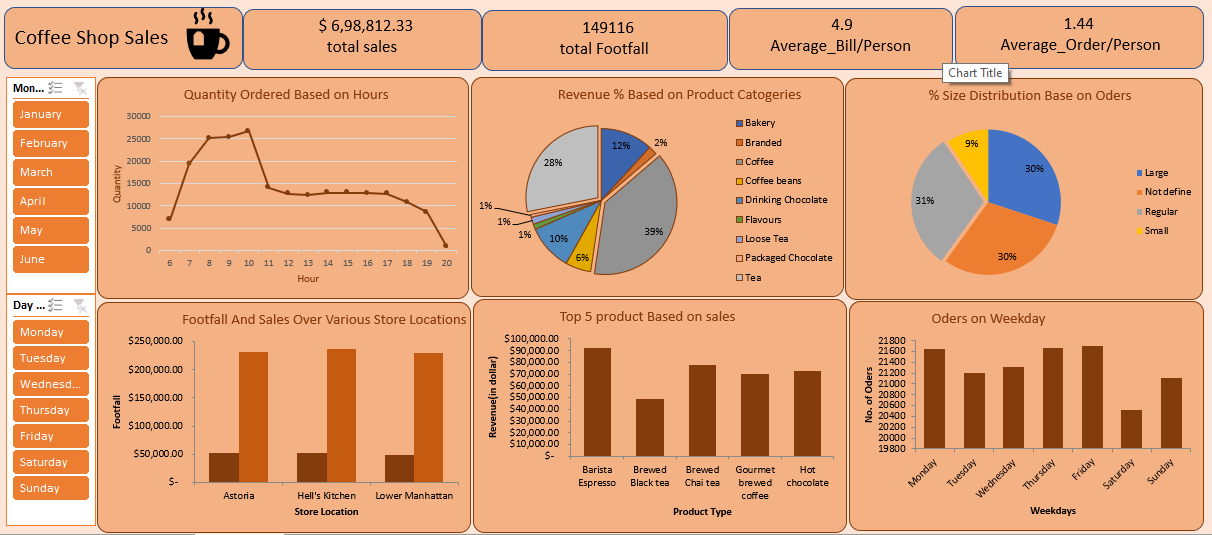 Coffee Shop Sales
$ 6,98,812.33
total sales
149116
total Footfall
4.9
Average_Bill/Person
1.44
Average_Order/Person
Chart Title
Mon...
January
February
March
April
May
June
Day ...
Monday
Tuesday
Wednesd...
Thursday
Friday
Saturday
Sunday
Quantity Ordered Based on Hours
Quantity
30000
25000
20000
15000
10000
5000
0
6 7 8 9 10 11 12 13 14 15 16 17 18 19 20
Hour
Revenue % Based on Product Catogeries
12%
2%
39%
6%
10%
1%
1%
1%
28%
Bakery
Branded
Coffee
Coffee beans
Drinking Chocolate
Flavours
Loose Tea
Packaged Chocolate
Tea
% Size Distribution Base on Oders
30%
30%
31%
9%
Large
Not define
Regular
Small
Footfall And Sales Over Various Store Locations
Footfall
$250,000.00
$200,000.00
$150,000.00
$100,000.00
$50,000.00
$-
Astoria Hell's Kitchen Lower Manhattan
Store Location
Top 5 product Based on sales
Revenue(in dollar)
$100,000.00
$90,000.00
$80,000.00
$70,000.00
$60,000.00
$50,000.00
$40,000.00
$30,000.00
$20,000.00
$10,000.00
$-
Barista Espresso
Brewed Black tea
Brewed Chai tea
Gourmet brewed coffee
Hot chocolate
Product Type
Oders on Weekday
No. of Oders
21800
21600
21400
21200
21000
20800
20600
20400
20200
20000
19800
Monday
Tuesday
Wednesday
Thursday
Friday
Saturday
Sunday
Weekdays